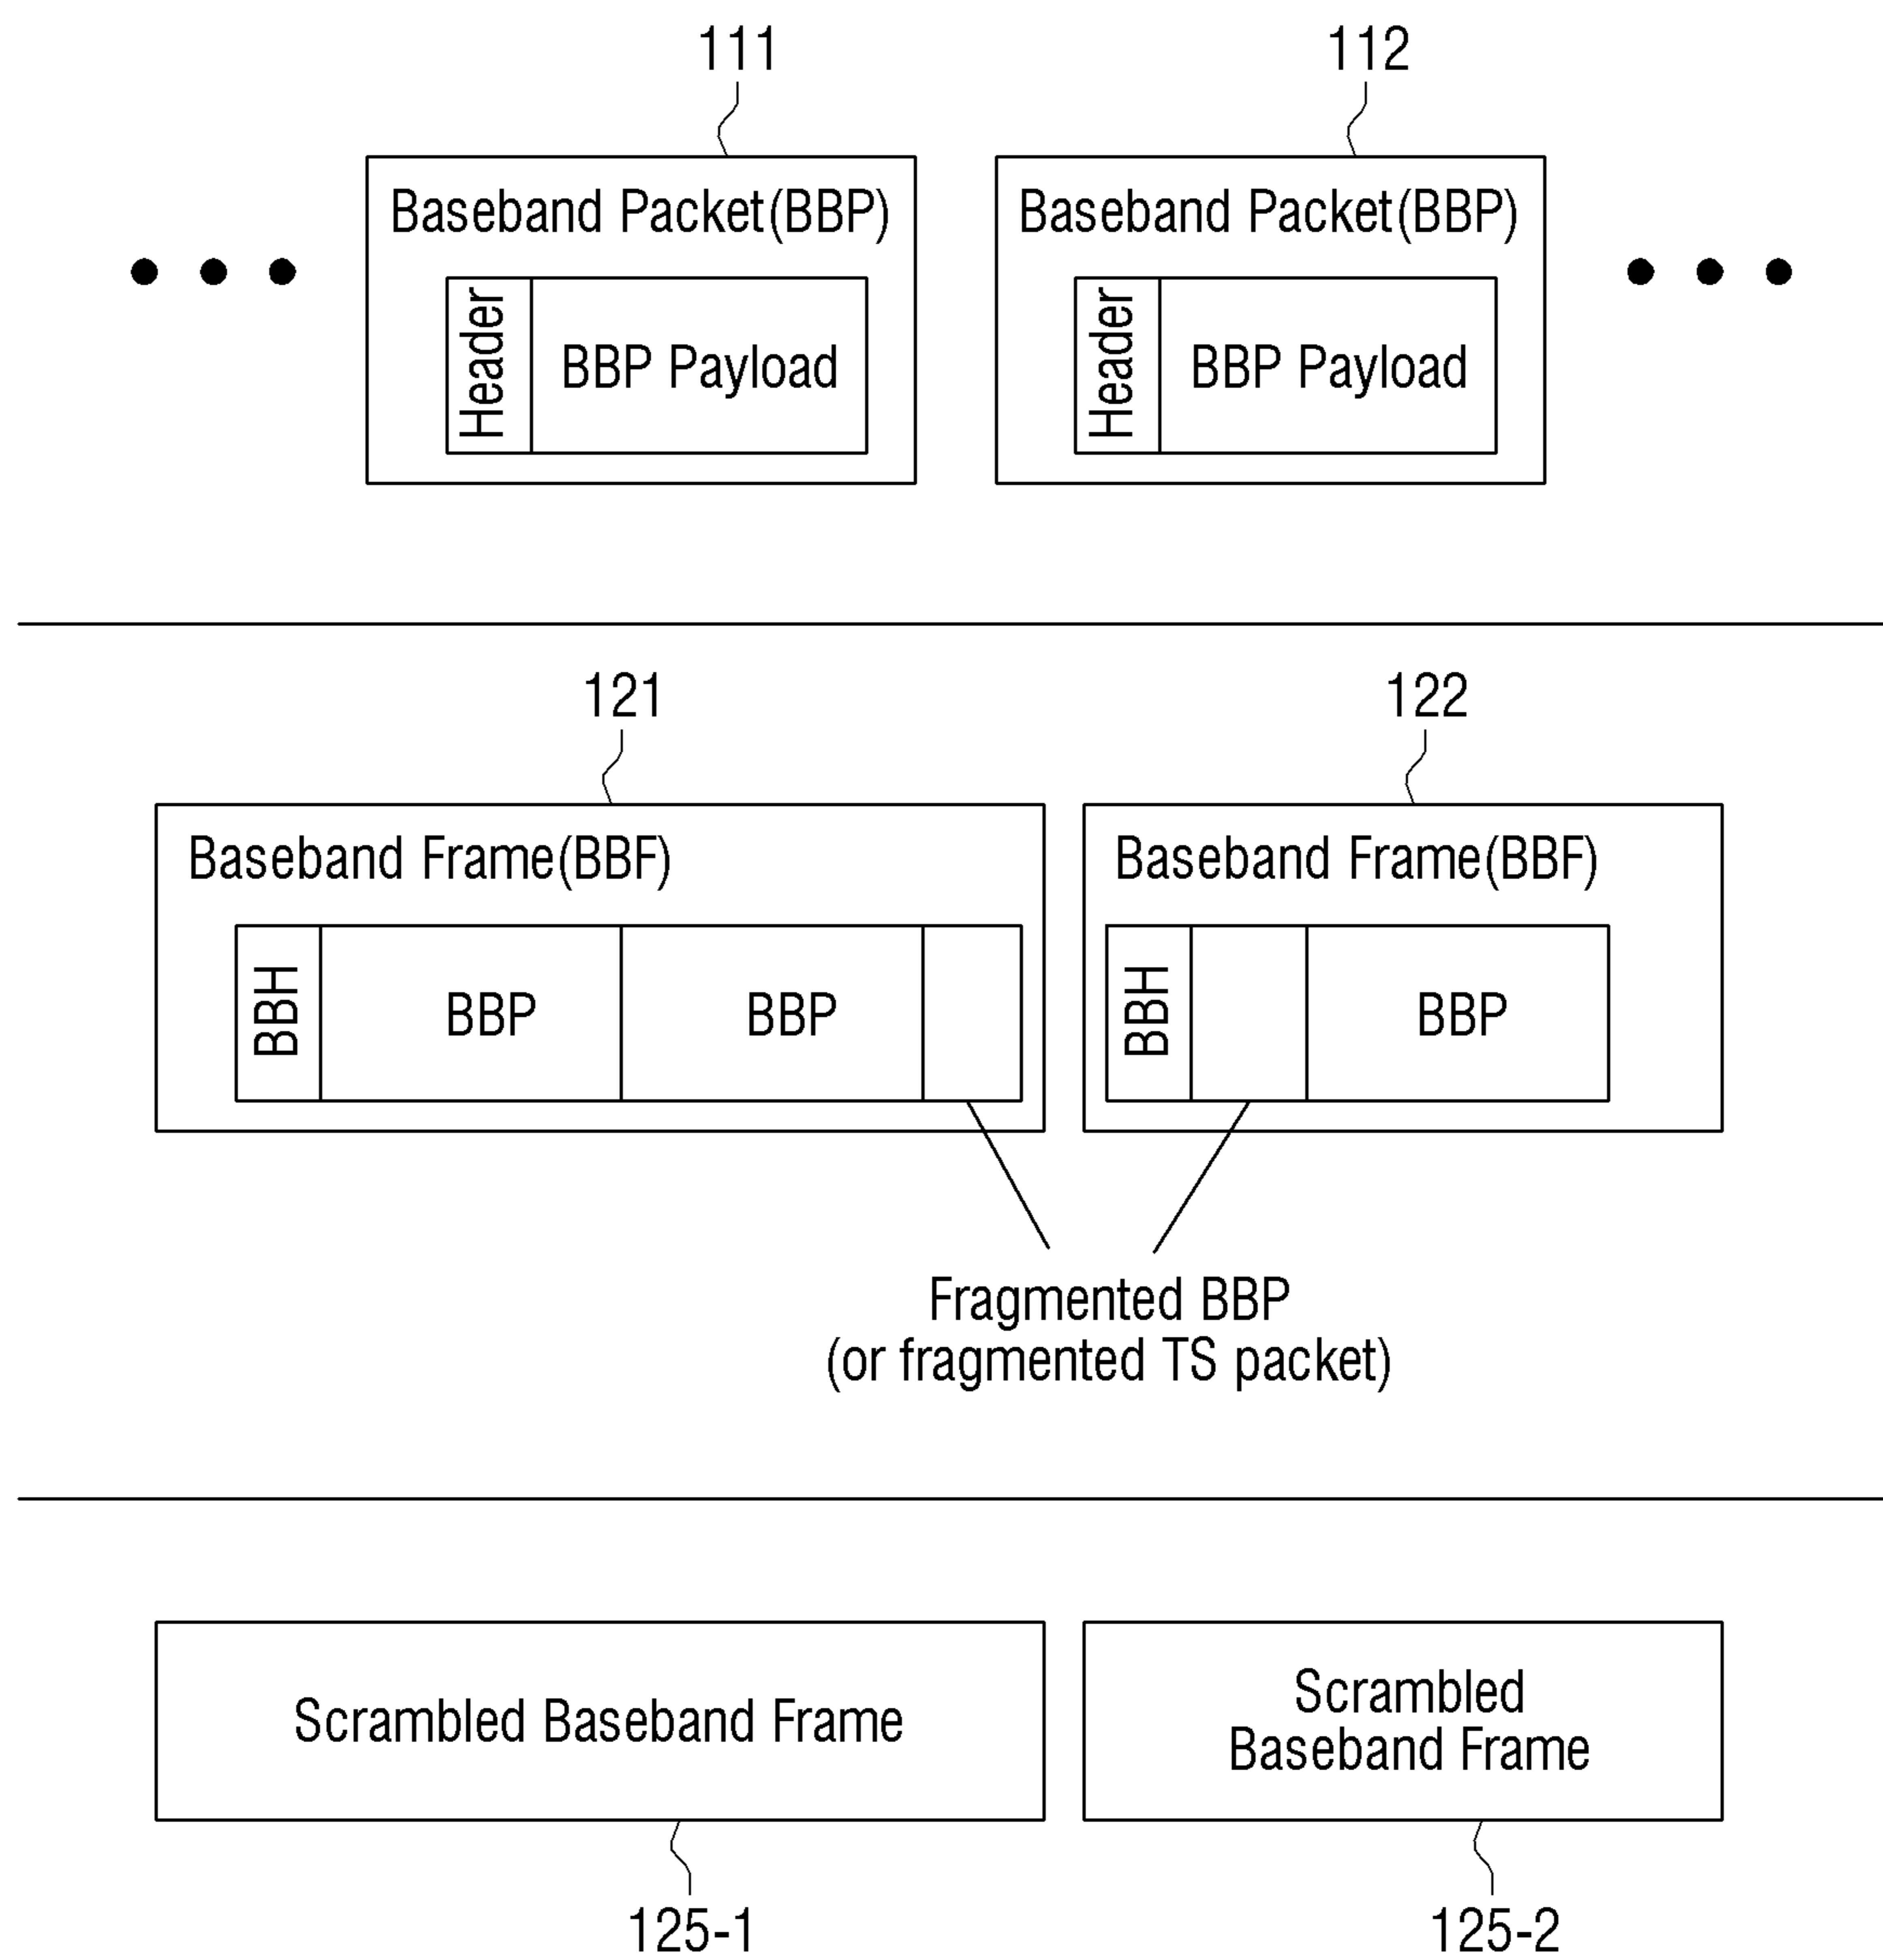 111
112
Baseband Packet(BBP)
Baseband Packet(BBP)
Header
BBP Payload
Header
BBP Payload
121
122
Baseband Frame(BBF)
Baseband Frame(BBF)
BBH
BBP
BBP
BBH
BBP
Fragmented BBP
(or fragmented TS packet)
Scrambled Baseband Frame
Scrambled
Baseband Frame
125-1
125-2